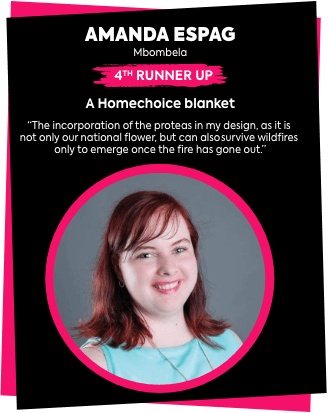 AMANDA ESPAG
Mbombela
4TH RUNNER UP
A Homechoice blanket
“The incorporation of the proteas in my design, as it is
not only our national flower, but can also survive wildfires
only to emerge once the fire has gone out.”